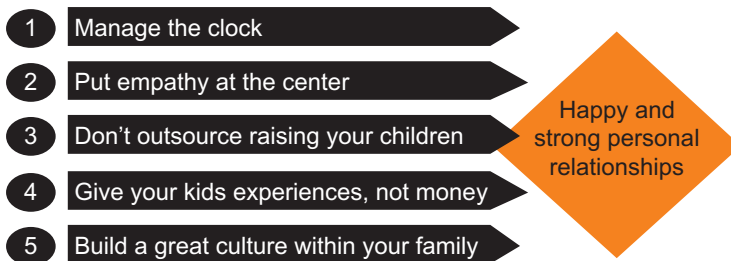 1 Manage the clock
2 Put empathy at the center
3 Don’t outsource raising your children
4 Give your kids experiences, not money
5 Build a great culture within your family
Happy and
strong personal
relationships